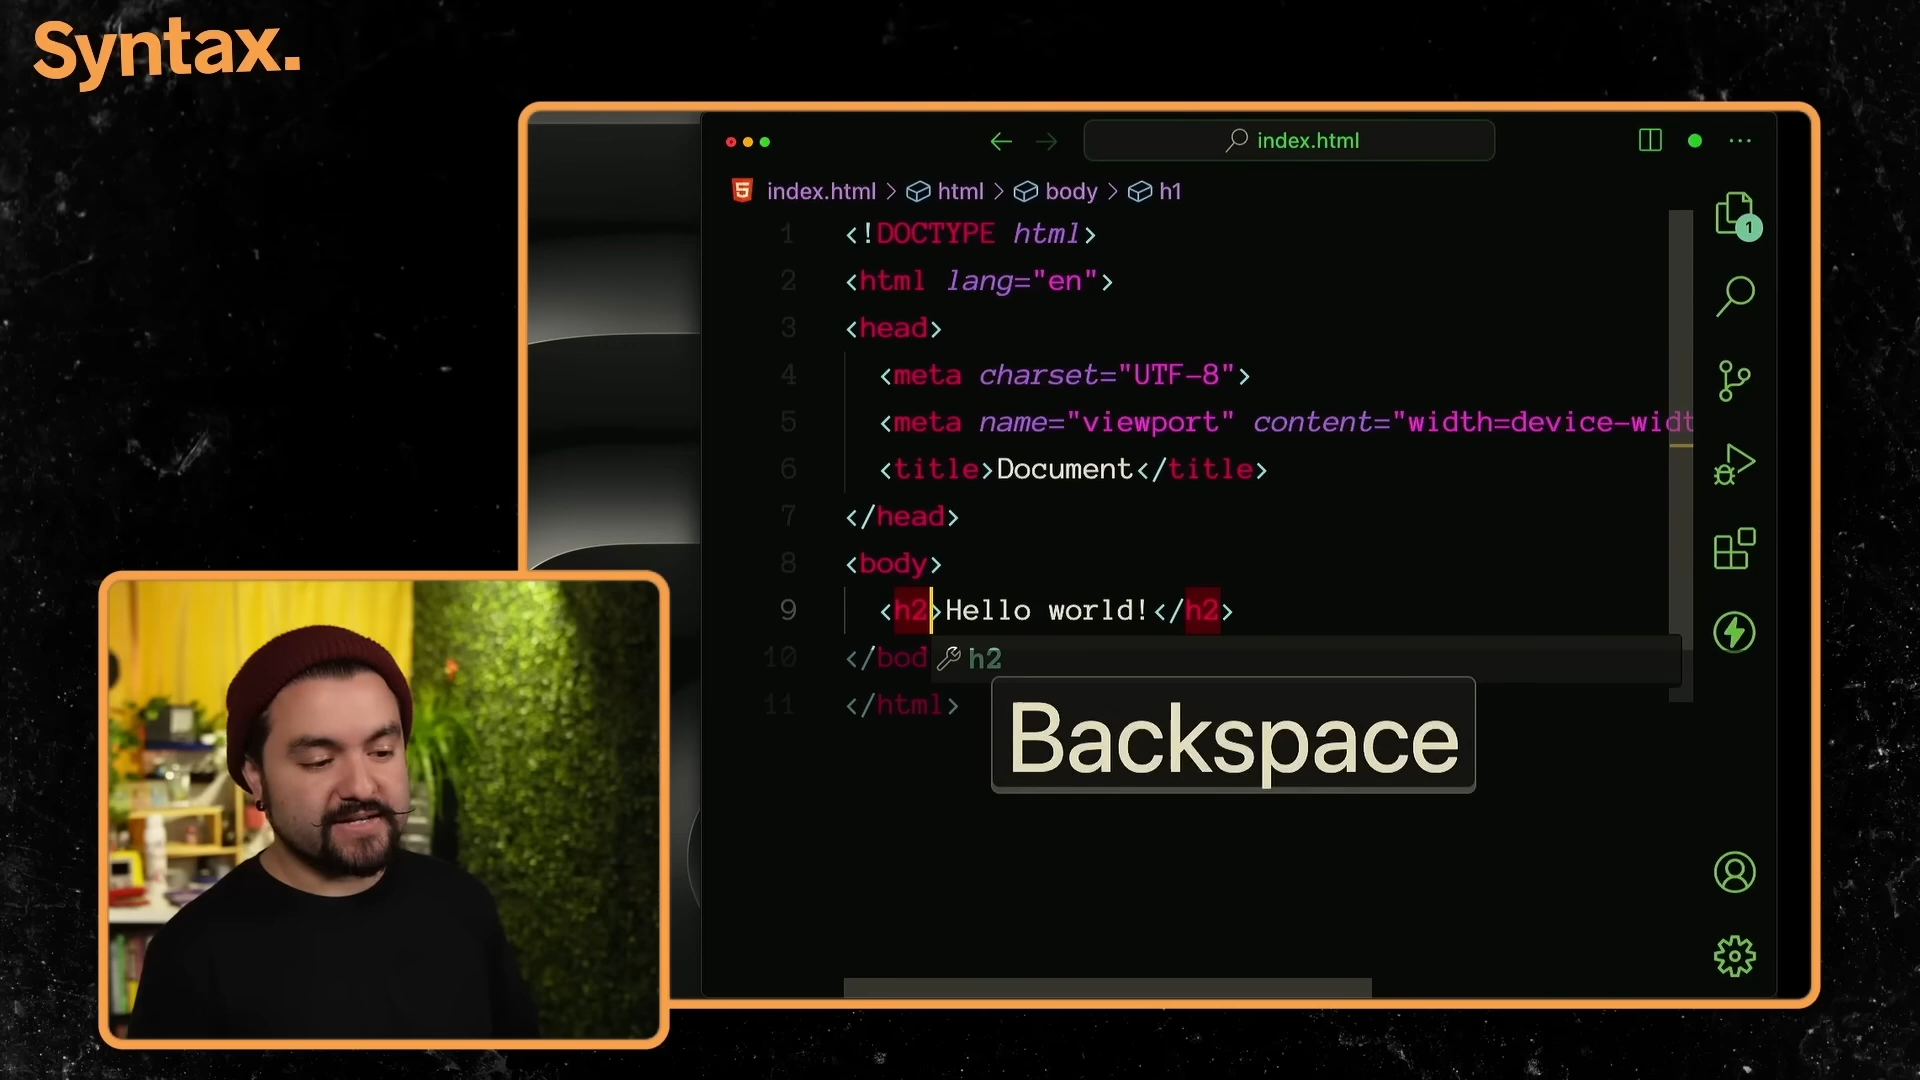 Syntax.
index.html
index.html > html > body > h1
1
1 <!DOCTYPE html>
2 <html lang="en">
3 <head>
4 <meta charset="UTF-8">
5 <meta name="viewport" content="width=device-widt
6 <title>Document</title>
7 </head>
8 <body>
9 <h2>Hello world!</h2>
10 </bod
h2
11 </html>
Backspace